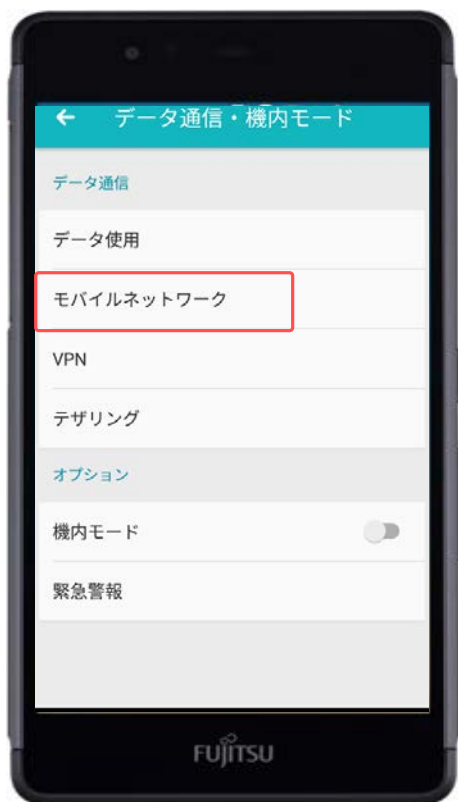 ← データ通信・機内モード
データ通信
データ使用
モバイルネットワーク
VPN
テザリング
オプション
機内モード
緊急警報
FUJITSU